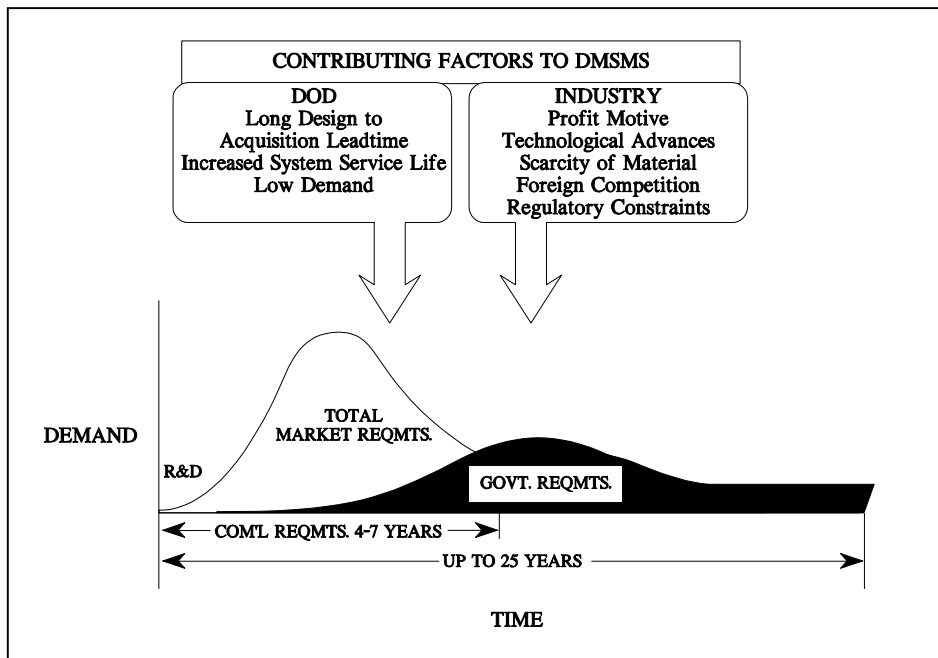 CONTRIBUTING FACTORS TO DMSMS
DOD
Long Design to
Acquisition Leadtime
Increased System Service Life
Low Demand
INDUSTRY
Profit Motive
Technological Advances
Scarcity of Material
Foreign Competition
Regulatory Constraints
DEMAND
R&D
TOTAL
MARKET REQMTS.
GOVT. REQMTS.
COM'L REQMTS. 4-7 YEARS
UP TO 25 YEARS
TIME